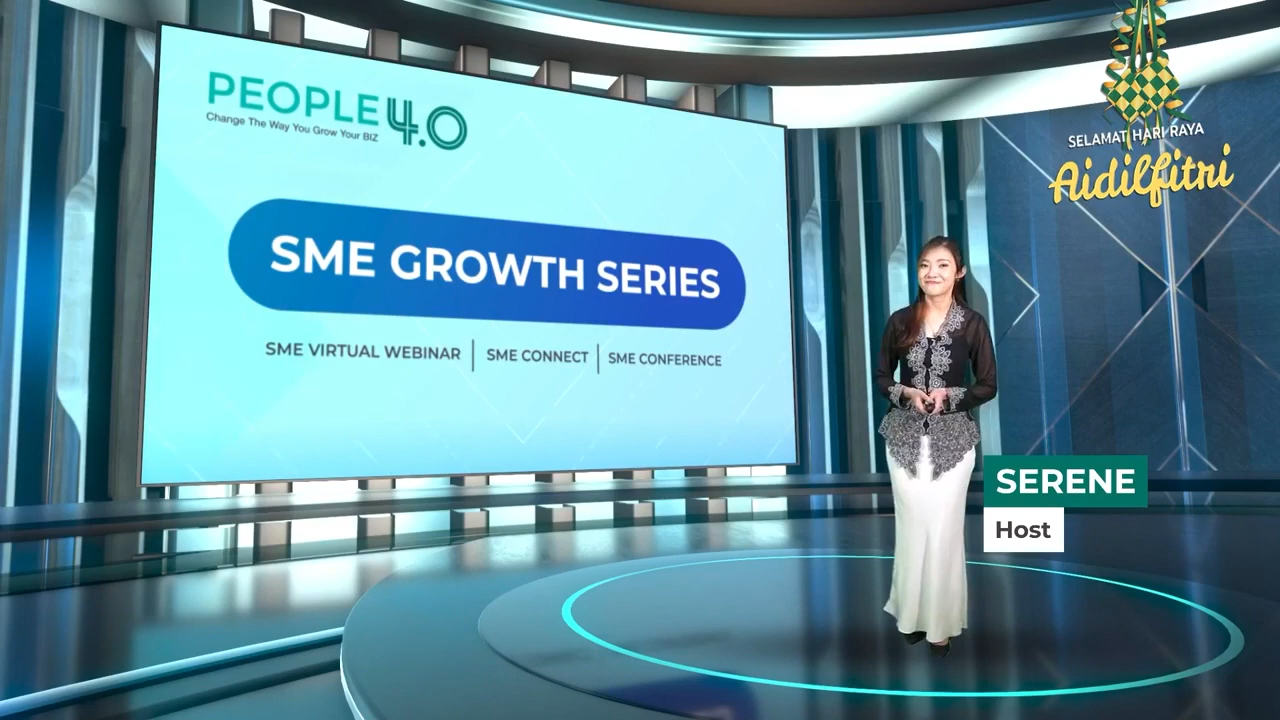 PEOPLE 4.0
Change The Way You Grow Your BIZ
SME GROWTH SERIES
SME VIRTUAL WEBINAR | SME CONNECT | SME CONFERENCE
SELAMAT HARI RAYA
Aidilfitri
SERENE
Host